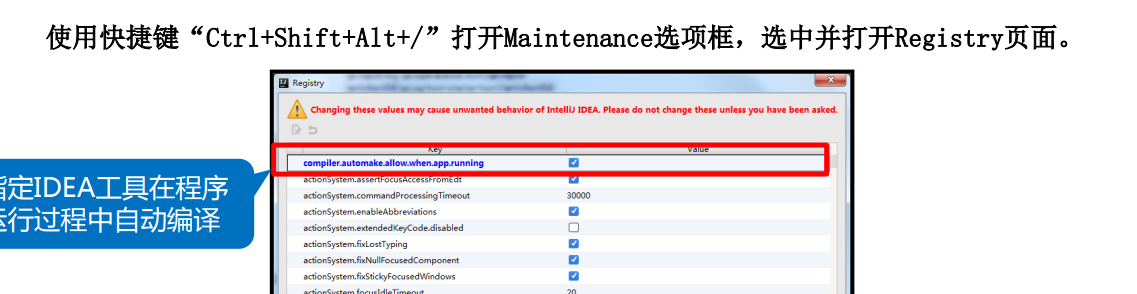 使用快捷键“Ctrl+Shift+Alt+/”打开Maintenance选项框，选中并打开Registry页面。
Registry
Changing these values may cause unwanted behavior of IntelliJ IDEA. Please do not change these unless you have been asked.
Key Value
compiler.automake.allow.when.app.running
指定IDEA工具在程序
运行过程中自动编译
actionSystem.assertFocusAccessFromEdt
actionSystem.commandProcessingTimeout 30000
actionSystem.enableAbbreviations
actionSystem.extendedKeyCode.disabled
actionSystem.fixLostTyping
actionSystem.fixNullFocusedComponent
actionSystem.fixStickyFocusedWindows
actionSystem.focusIdleTimeout 20